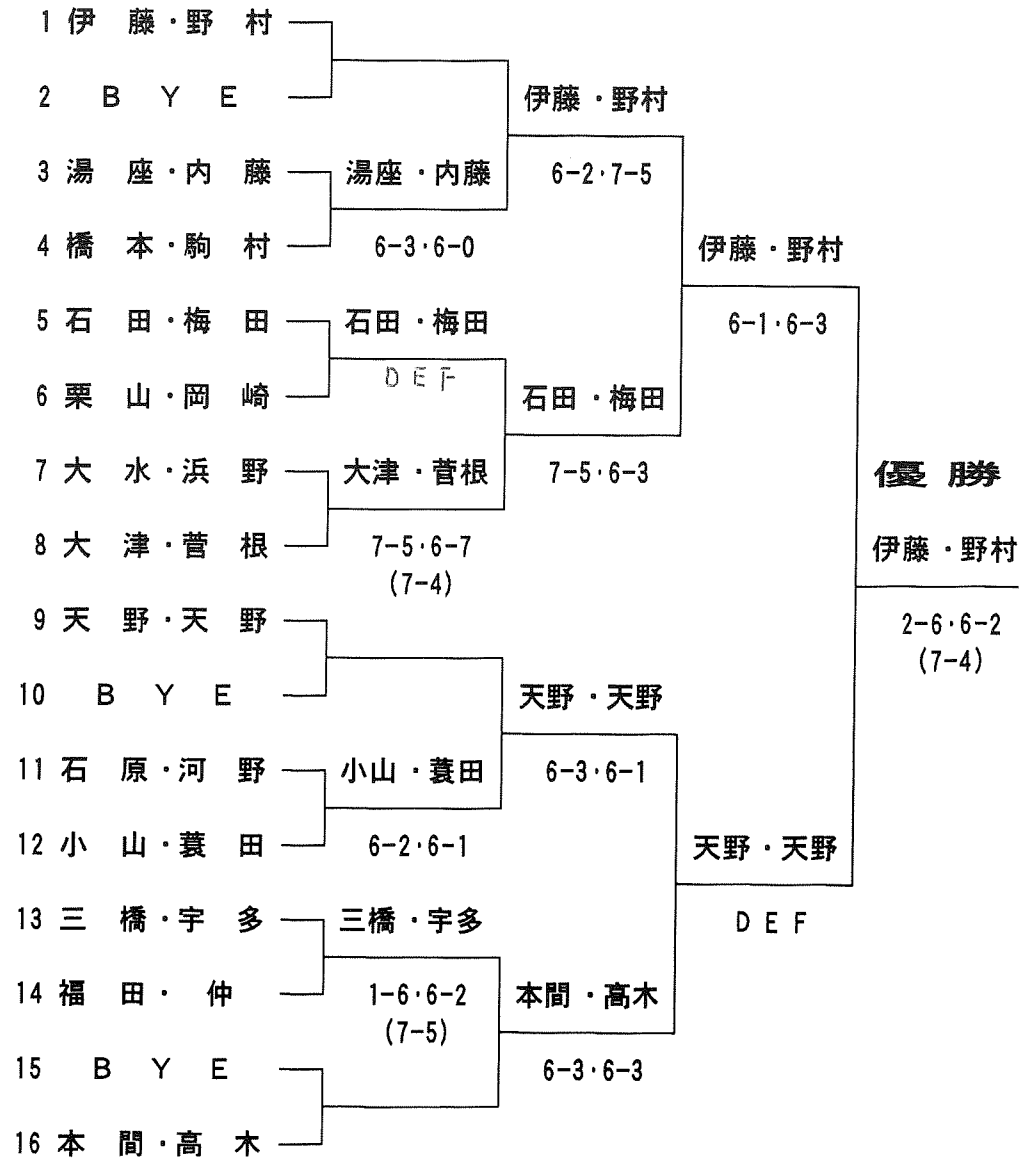 1 伊 藤・野 村
伊藤・野村
2 B Y E
3 湯 座・内 藤 湯座・内藤 6-2・7-5
4 橋 本・駒 村 6-3・6-0 伊藤・野村
5 石 田・梅 田 石田・梅田 6-1・6-3
DEF
6 栗 山・岡 崎 石田・梅田
7 大 水・浜 野 大津・菅根 7-5・6-3 優勝
8 大 津・菅 根 7-5・6-7 伊藤・野村
(7-4)
9 天 野・天 野 2-6・6-2
(7-4)
10 B Y E 天野・天野
11 石 原・河 野 小山・蓑田 6-3・6-1
12 小 山・蓑 田 6-2・6-1 天野・天野
13 三 橋・宇 多 三橋・宇多 DEF
14 福 田・ 仲 1-6・6-2 本間・高木
(7-5)
15 B Y E 6-3・6-3
16 本 間・高 木